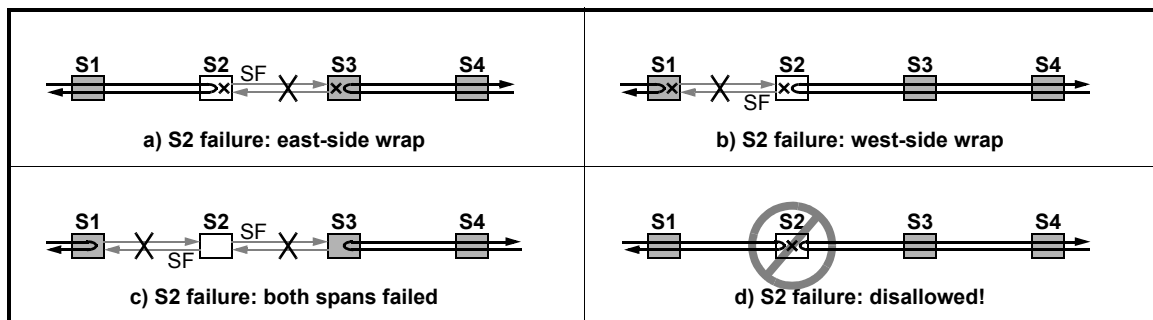 S1 S2 SF S3 S4
a) S2 failure: east-side wrap
S1 SF S2 S3 S4
b) S2 failure: west-side wrap
S1 SF S2 SF S3 S4
c) S2 failure: both spans failed
S1 S2 S3 S4
d) S2 failure: disallowed!